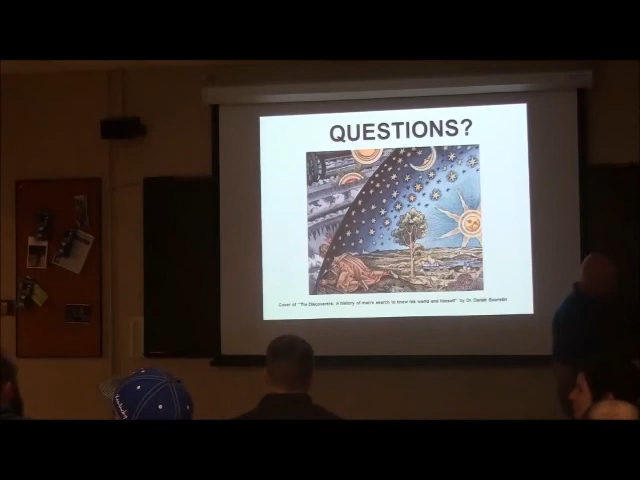 QUESTIONS?
Cover of "The Discoverers: A history of man's search to know his world and himself" by Dr. Daniel Boorstin
Kentucky